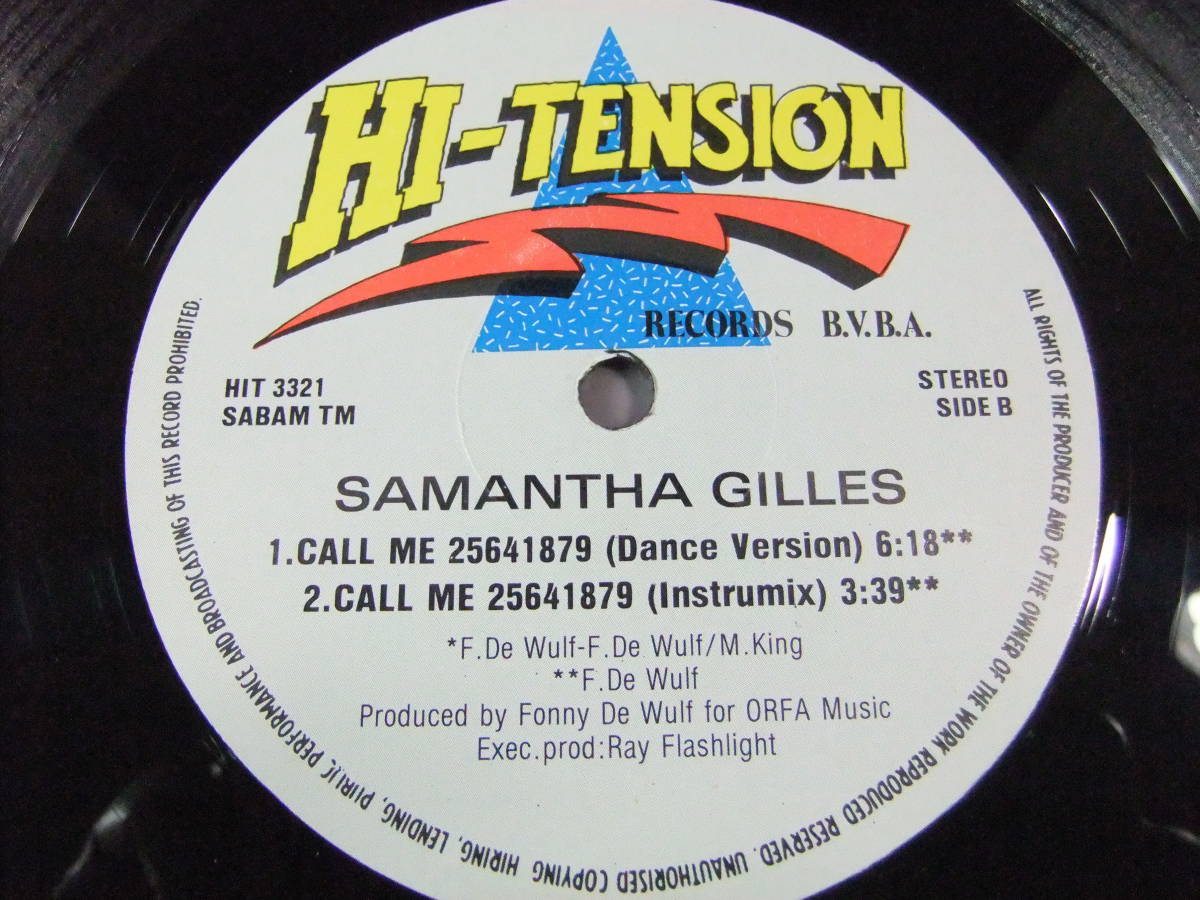 HI-TENSION
RECORDS B.V.B.A.
HIT 3321
SABAM TM
STEREO
SIDE B
SAMANTHA GILLES
1.CALL ME 25641879 (Dance Version) 6:18**
2.CALL ME 25641879 (Instrumix) 3:39**
*F.De Wulf-F.De Wulf/M.King
**F.De Wulf
Produced by Fonny De Wulf for ORFA Music
Exec.prod:Ray Flashlight
ALL RIGHTS OF THE PRODUCER AND OF THE OWNER OF THE WORK REPRODUCED RESERVED. UNAUTHORISED COPYING HIRING, LENDING, PUBLIC PERFORMANCE AND BROADCASTING OF THIS RECORD PROHIBITED.